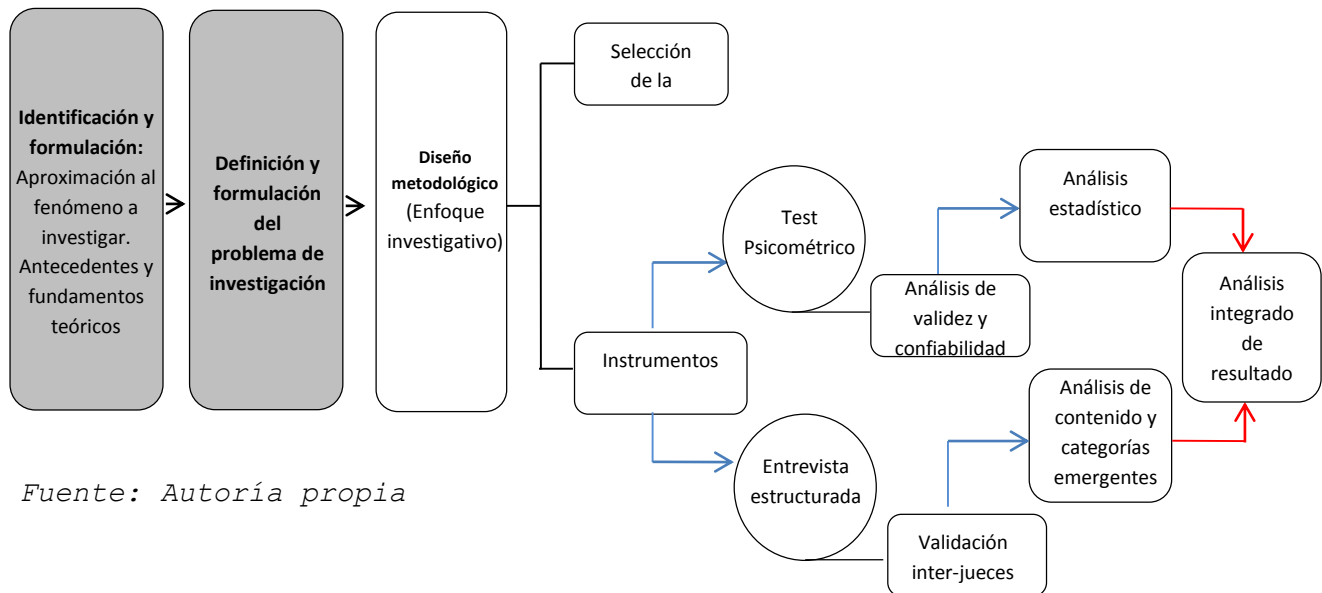 Identificación y
formulación:
Aproximación al
fenómeno a
investigar.
Antecedentes y
fundamentos
teóricos
Definición y
formulación
del
problema de
investigación
Diseño
metodológico
(Enfoque
investigativo)
Selección
de la
Instrumentos
Test
Psicométrico
Análisis de
validez y
confiabilidad
Análisis
estadístico
Entrevista
estructurada
Validación
inter-jueces
Análisis de
contenido y
categorías
emergentes
Análisis
integrado
de
resultado
Fuente: Autoría propia